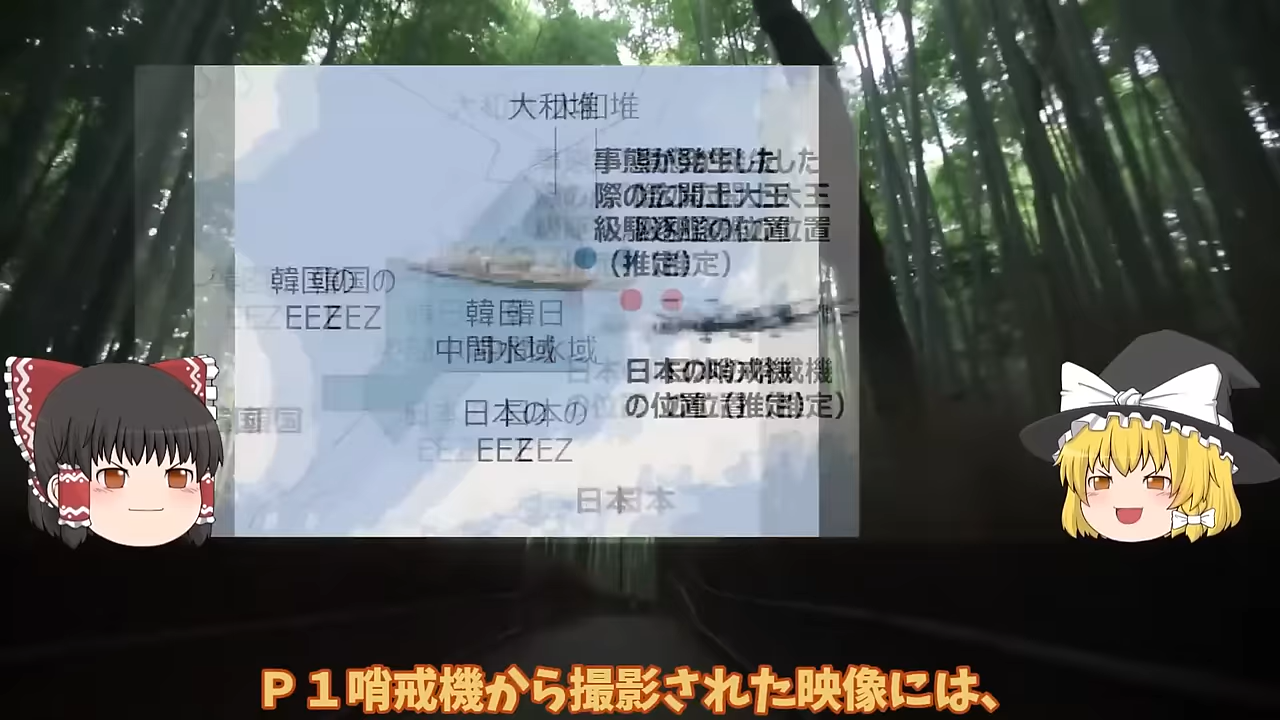 大和堆
事態が発生した
際の広開土大王
級駆逐艦の位置
（推定）
韓国の
EEZ
韓日
中間水域
日本の哨戒機
の位置（推定）
韓国
日本の
EEZ
日本
Ｐ１哨戒機から撮影された映像には、